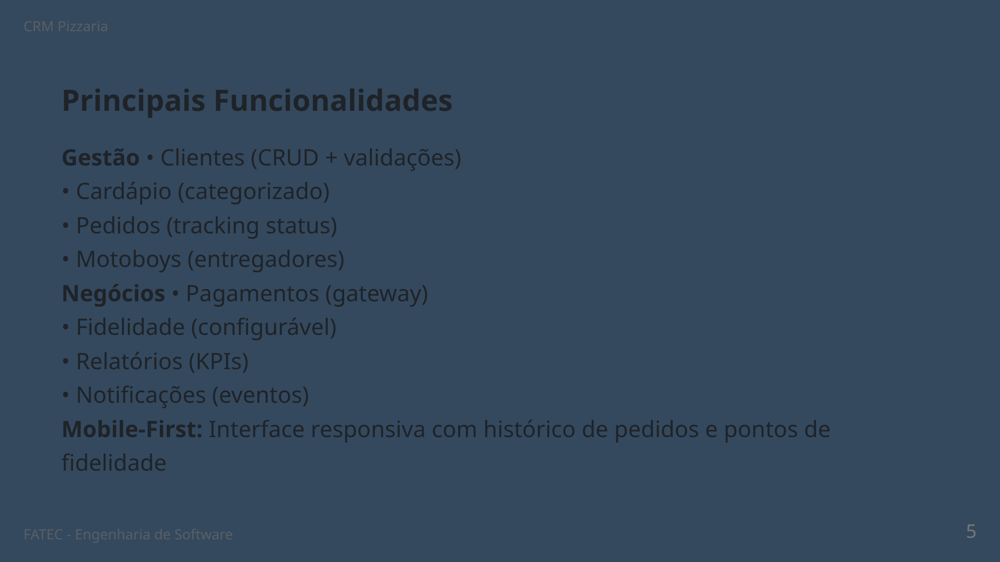 CRM Pizzaria
Principais Funcionalidades
Gestão • Clientes (CRUD + validações)
• Cardápio (categorizado)
• Pedidos (tracking status)
• Motoboys (entregadores)
Negócios • Pagamentos (gateway)
• Fidelidade (configurável)
• Relatórios (KPIs)
• Notificações (eventos)
Mobile-First: Interface responsiva com histórico de pedidos e pontos de
fidelidade
FATEC - Engenharia de Software
5